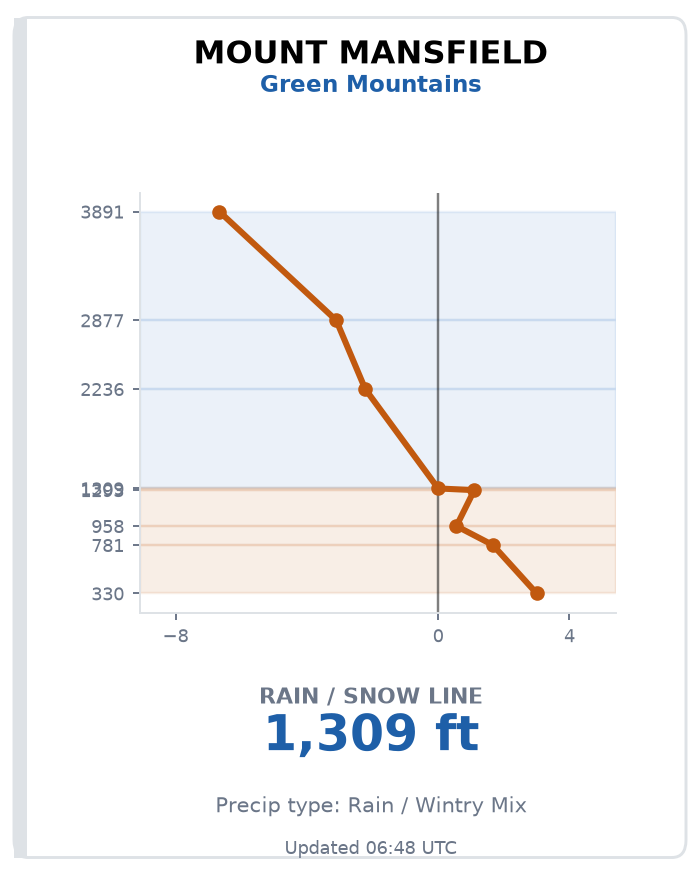 MOUNT MANSFIELD
Green Mountains
3891
2877
2236
1309
958
781
330
−8 0 4
RAIN / SNOW LINE
1,309 ft
Precip type: Rain / Wintry Mix
Updated 06:48 UTC